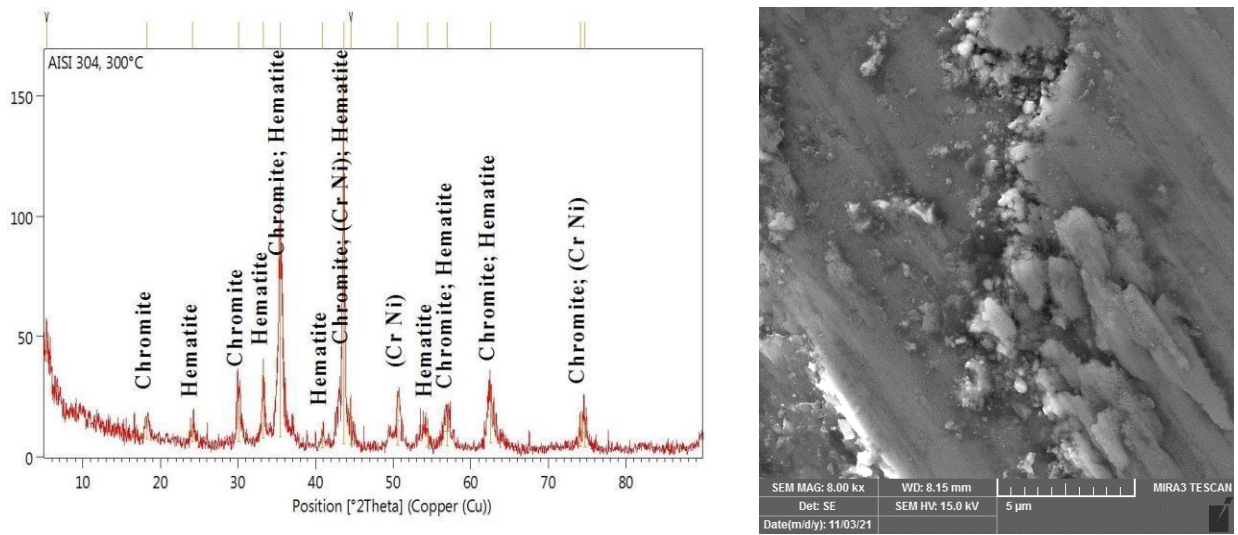 AISI 304, 300°C
150
100
50
0
Chromite
Hematite
Chromite
Hematite
Chromite; Hematite
Hematite
Chromite; (Cr Ni); Hematite
(Cr Ni)
Hematite
Chromite; Hematite
Chromite; Hematite
Chromite; (Cr Ni)
10 20 30 40 50 60 70 80
Position [°2Theta] (Copper (Cu))
SEM MAG: 8.00 kx WD: 8.15 mm MIRA3 TESCAN
Det: SE SEM HV: 15.0 kV 5 µm
Date(m/d/y): 11/03/21